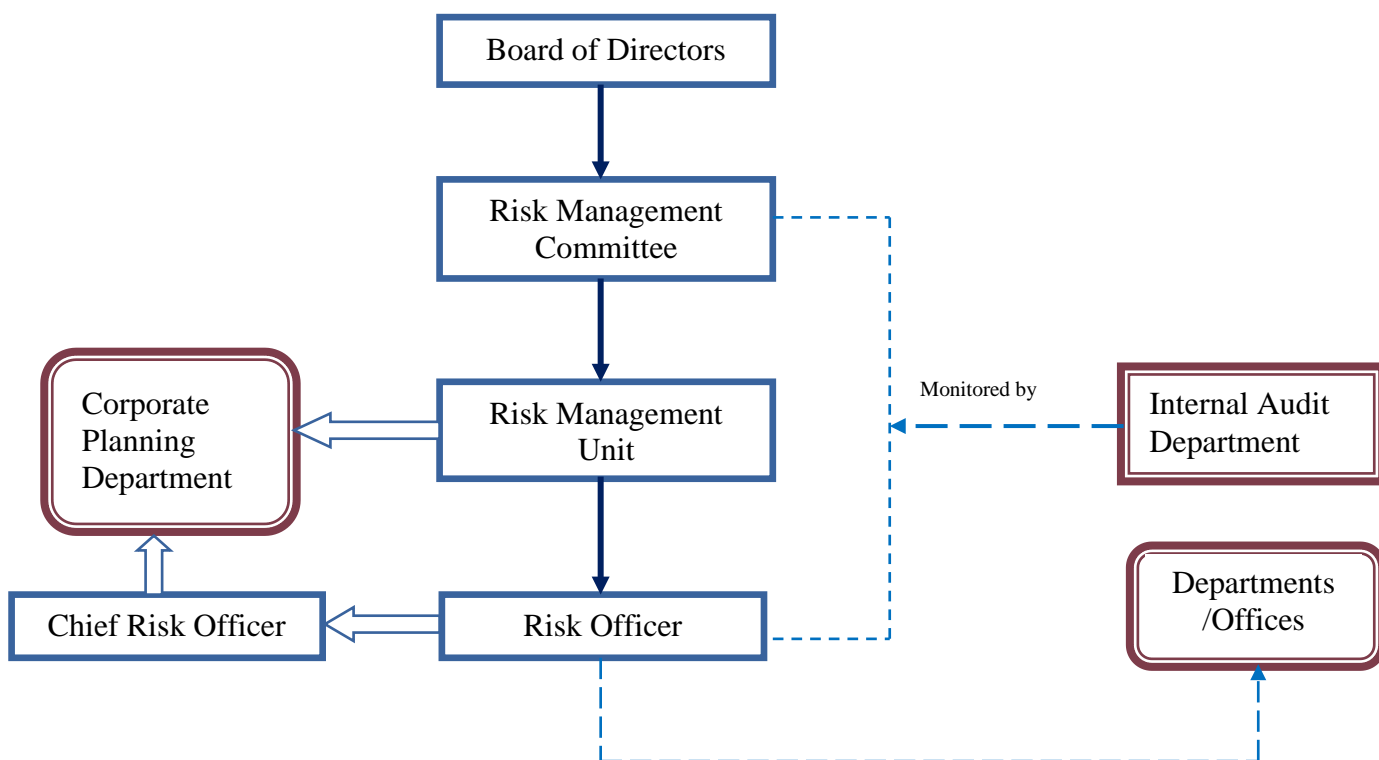 Board of Directors
Risk Management
Committee
Corporate
Planning
Department
Risk Management
Unit
Monitored by
Internal Audit
Department
Departments
/Offices
Chief Risk Officer
Risk Officer